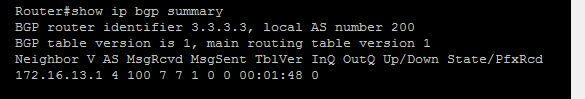 Router#show ip bgp summary
BGP router identifier 3.3.3.3, local AS number 200
BGP table version is 1, main routing table version 1
Neighbor V AS MsgRcvd MsgSent TblVer InQ OutQ Up/Down State/PfxRcd
172.16.13.1 4 100 7 7 1 0 0 00:01:48 0